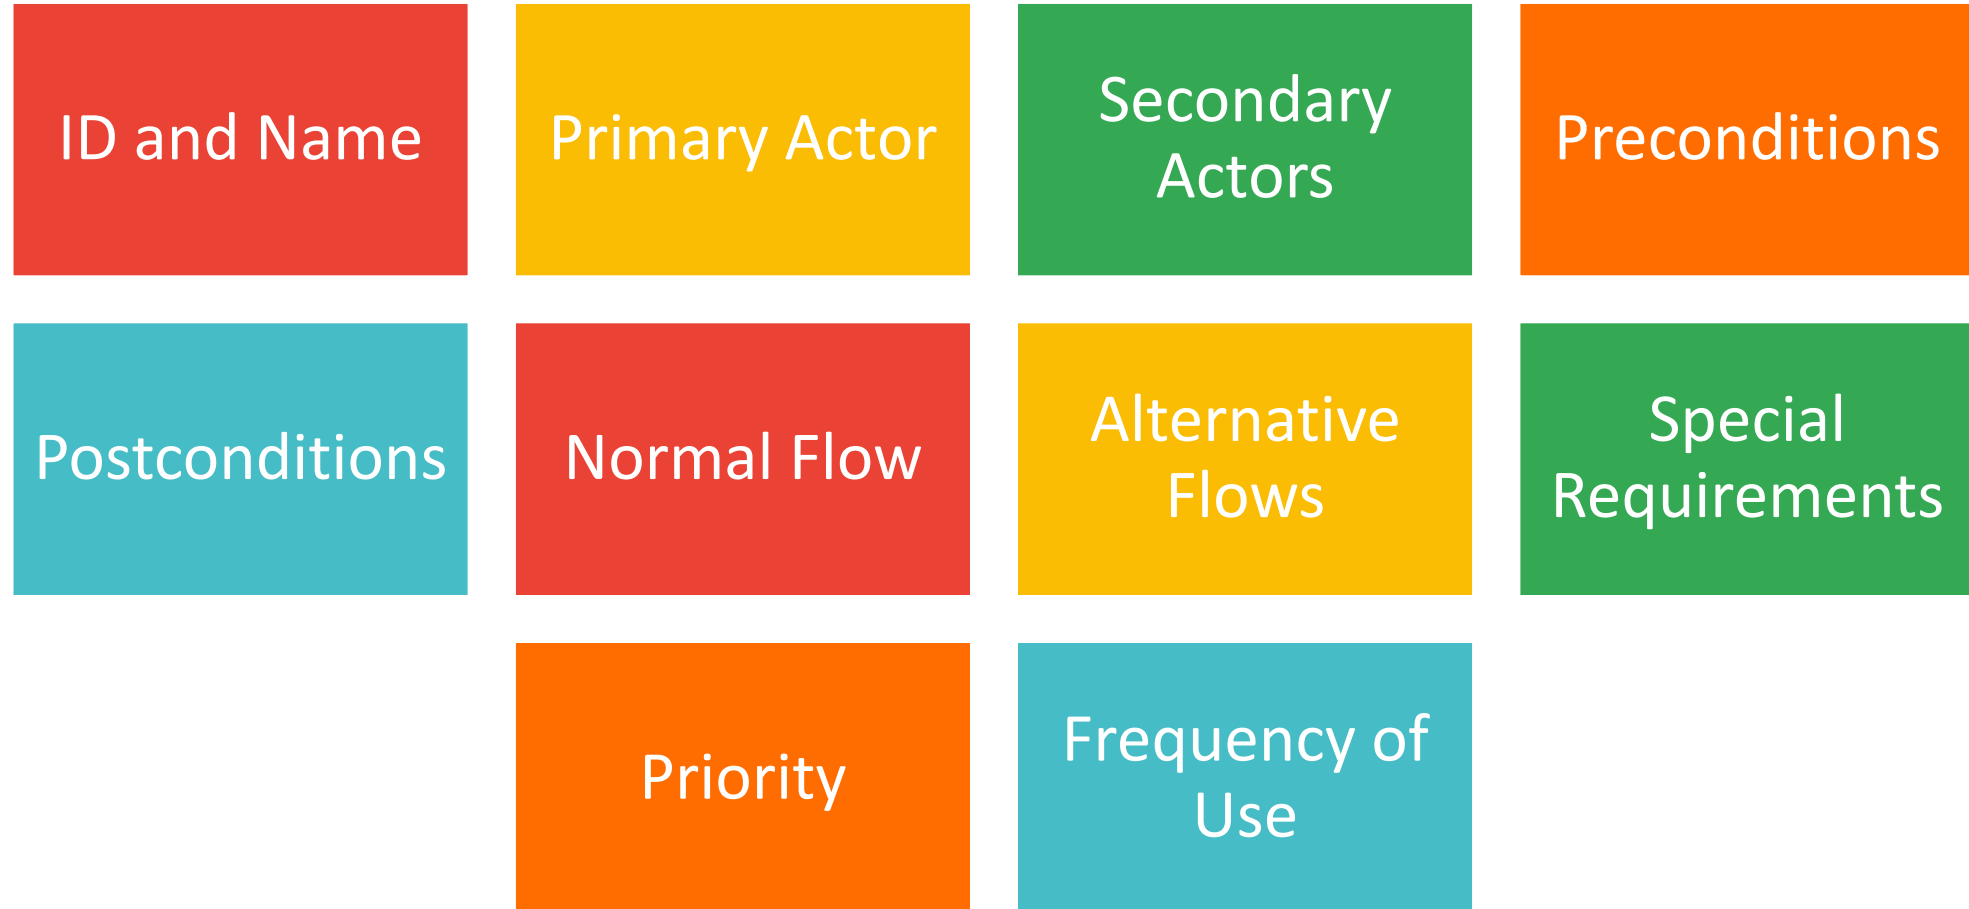 ID and Name
Primary Actor
Secondary
Actors
Preconditions
Postconditions
Normal Flow
Alternative
Flows
Special
Requirements
Priority
Frequency of
Use